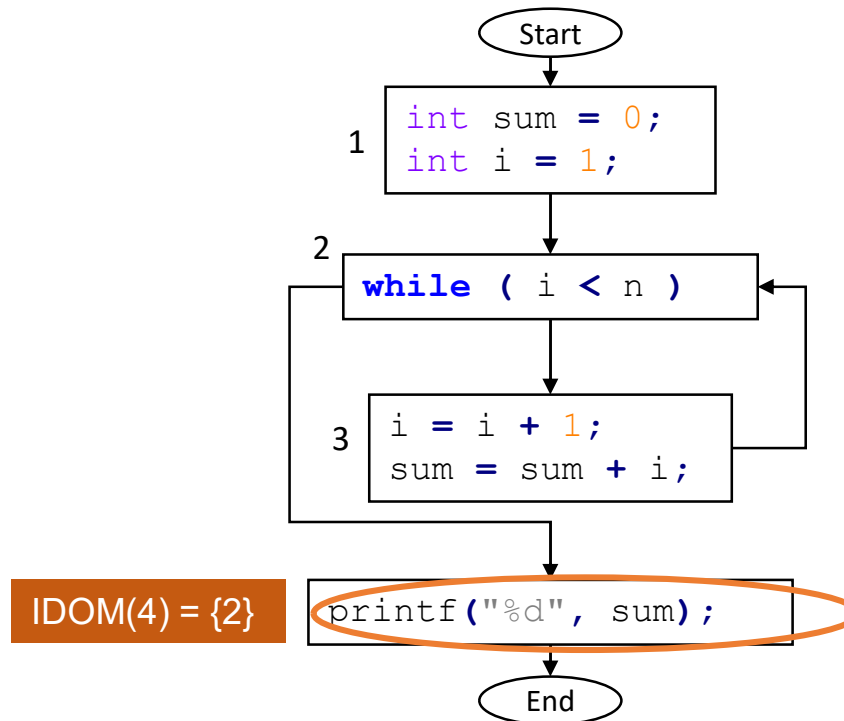 Start
1
int sum = 0;
int i = 1;
2
while ( i < n )
3
i = i + 1;
sum = sum + i;
IDOM(4) = {2}
printf("%d", sum);
End